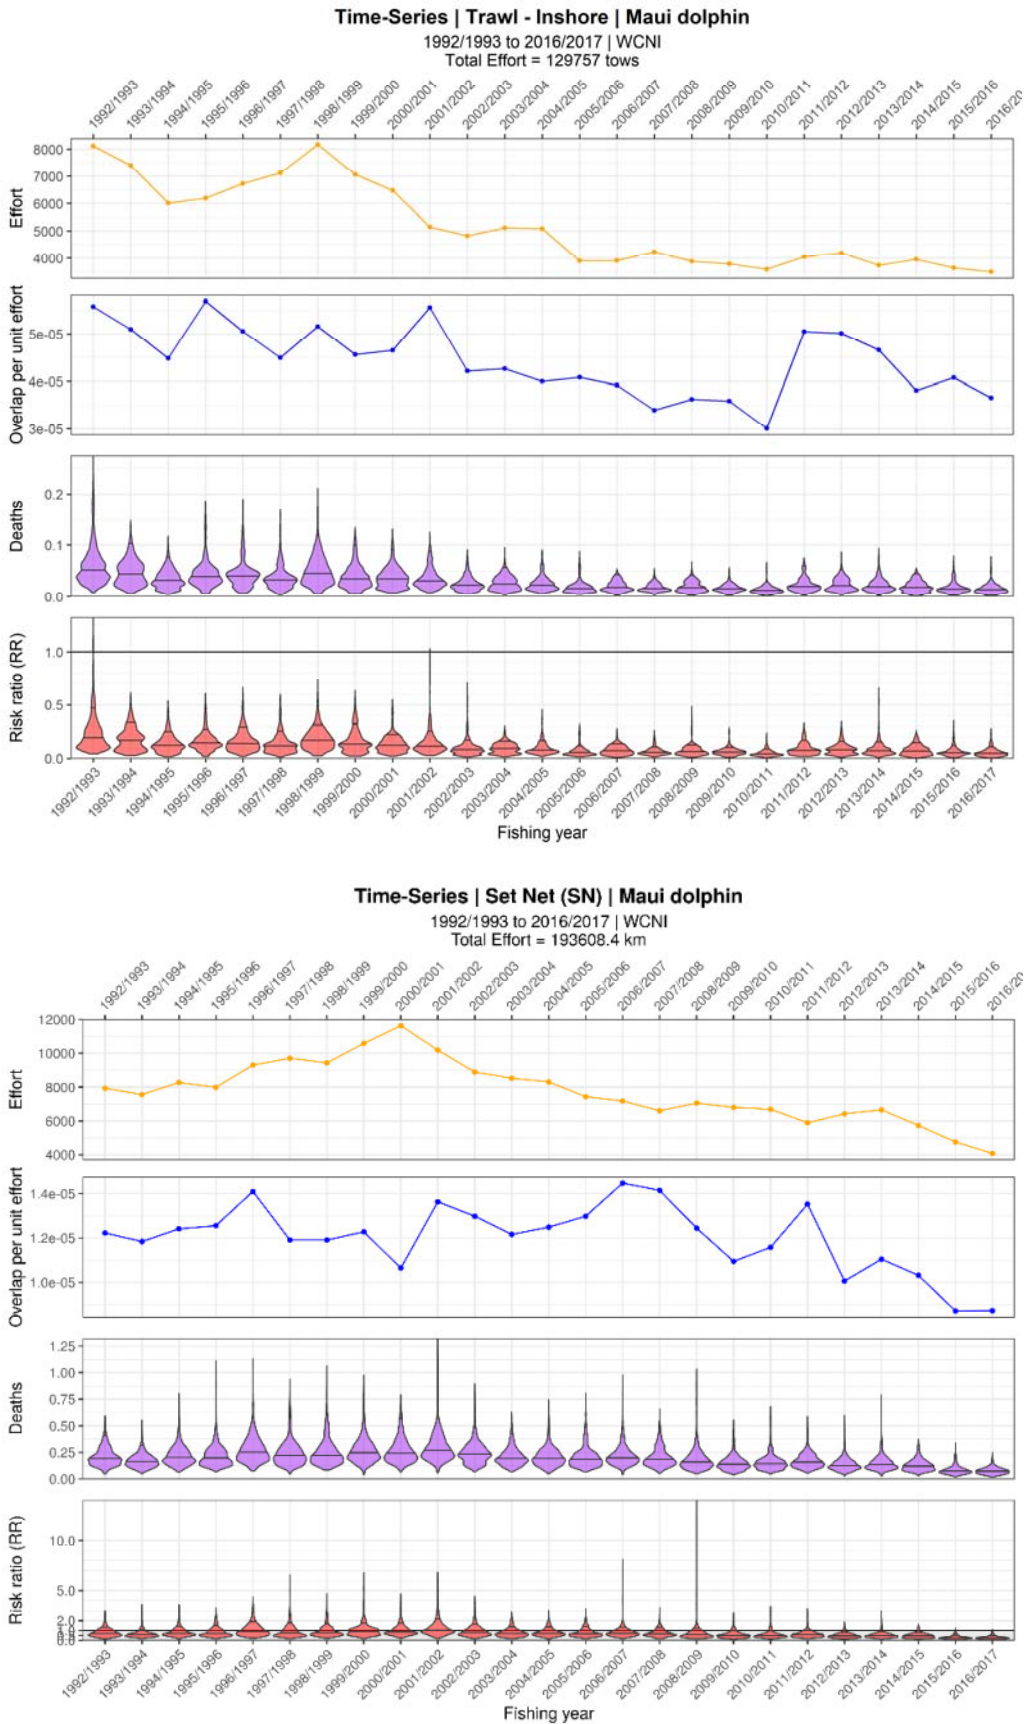 Time-Series | Trawl - Inshore | Maui dolphin
1992/1993 to 2016/2017 | WCNI
Total Effort = 129757 tows
1992/1993 1993/1994 1994/1995 1995/1996 1996/1997 1997/1998 1998/1999 1999/2000 2000/2001 2001/2002 2002/2003 2003/2004 2004/2005 2005/2006 2006/2007 2007/2008 2008/2009 2009/2010 2010/2011 2011/2012 2012/2013 2013/2014 2014/2015 2015/2016 2016/20
Effort
8000
7000
6000
5000
4000
Overlap per unit effort
5e-05
4e-05
3e-05
Deaths
0.2
0.1
0.0
Risk ratio (RR)
1.0
0.5
0.0
1992/1993 1993/1994 1994/1995 1995/1996 1996/1997 1997/1998 1998/1999 1999/2000 2000/2001 2001/2002 2002/2003 2003/2004 2004/2005 2005/2006 2006/2007 2007/2008 2008/2009 2009/2010 2010/2011 2011/2012 2012/2013 2013/2014 2014/2015 2015/2016 2016/2017
Fishing year
Time-Series | Set Net (SN) | Maui dolphin
1992/1993 to 2016/2017 | WCNI
Total Effort = 193608.4 km
1992/1993 1993/1994 1994/1995 1995/1996 1996/1997 1997/1998 1998/1999 1999/2000 2000/2001 2001/2002 2002/2003 2003/2004 2004/2005 2005/2006 2006/2007 2007/2008 2008/2009 2009/2010 2010/2011 2011/2012 2012/2013 2013/2014 2014/2015 2015/2016 2016/20
Effort
12000
10000
8000
6000
4000
Overlap per unit effort
1.4e-05
1.2e-05
1.0e-05
Deaths
1.25
1.00
0.75
0.50
0.25
0.00
Risk ratio (RR)
10.0
5.0
2.0
1.0
0.0
1992/1993 1993/1994 1994/1995 1995/1996 1996/1997 1997/1998 1998/1999 1999/2000 2000/2001 2001/2002 2002/2003 2003/2004 2004/2005 2005/2006 2006/2007 2007/2008 2008/2009 2009/2010 2010/2011 2011/2012 2012/2013 2013/2014 2014/2015 2015/2016 2016/2017
Fishing year